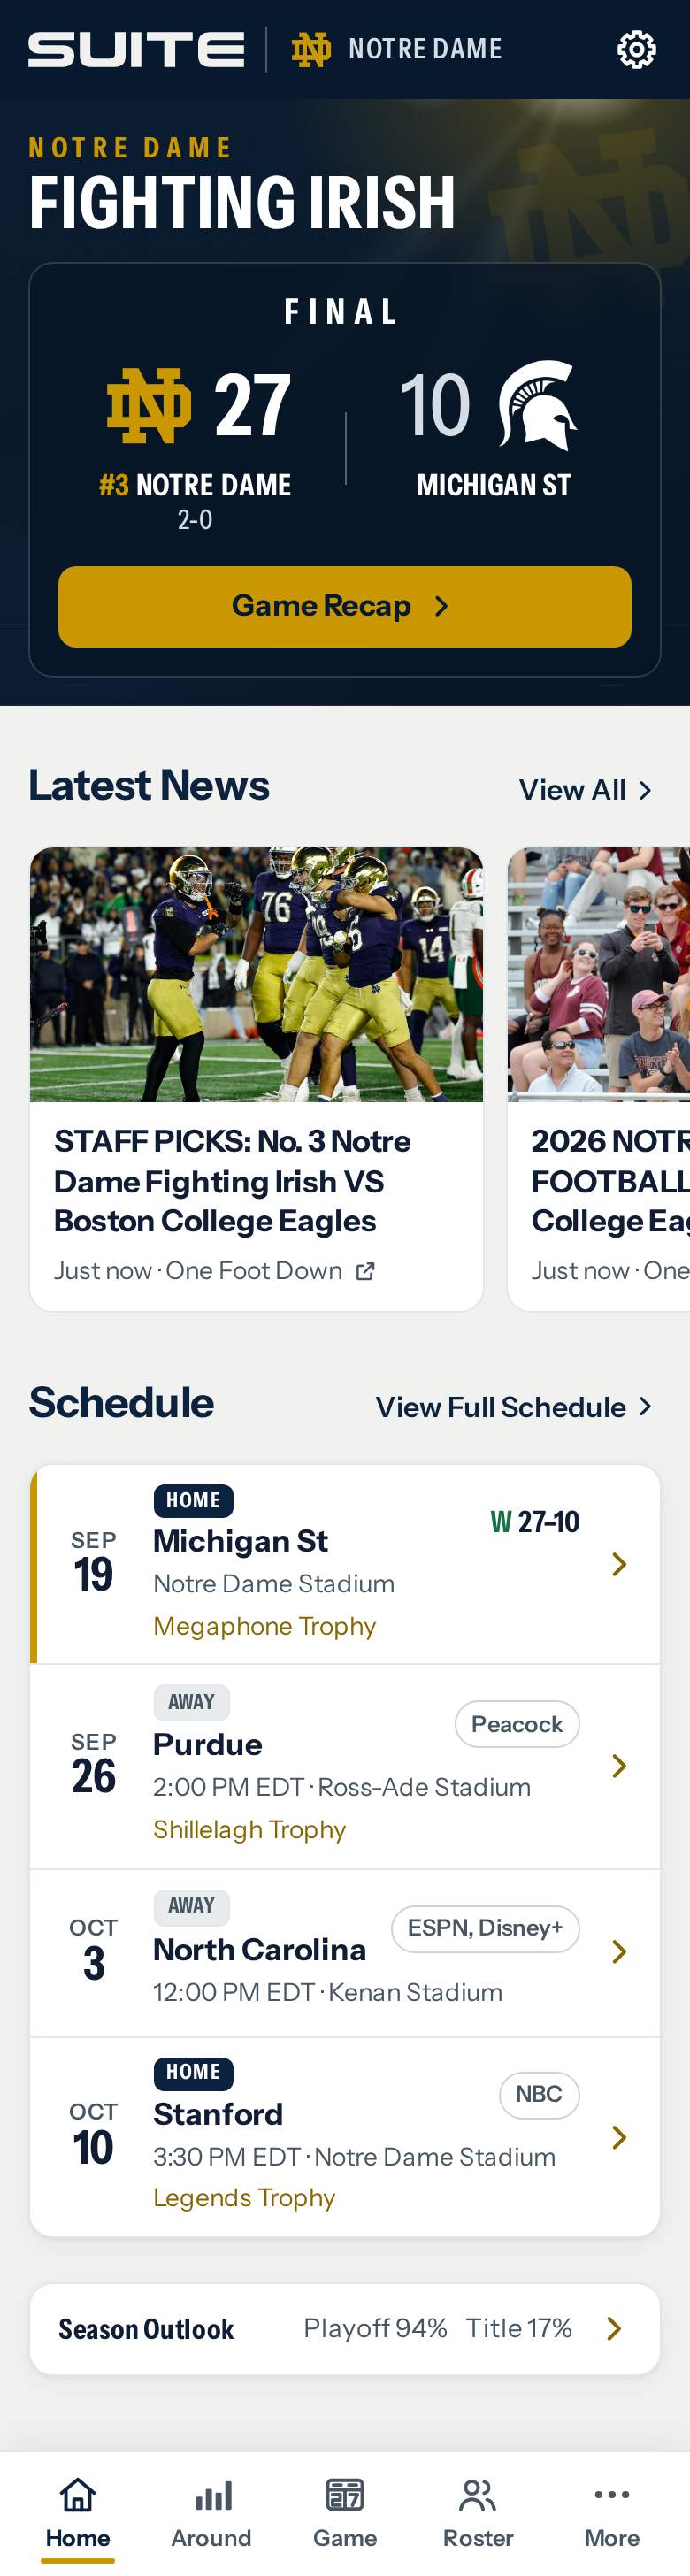 SUITE
NOTRE DAME
NOTRE DAME
FIGHTING IRISH
FINAL
27
10
#3 NOTRE DAME
MICHIGAN ST
2-0
Game Recap
Latest News
View All
76
14
STAFF PICKS: No. 3 Notre
Dame Fighting Irish VS
Boston College Eagles
Just now · One Foot Down
2026 NOTR
FOOTBALL
College Eag
Just now · One
Schedule
View Full Schedule
HOME
SEP
19
Michigan St
W 27–10
Notre Dame Stadium
Megaphone Trophy
AWAY
SEP
26
Purdue
Peacock
2:00 PM EDT · Ross-Ade Stadium
Shillelagh Trophy
AWAY
OCT
3
North Carolina
ESPN, Disney+
12:00 PM EDT · Kenan Stadium
HOME
OCT
10
Stanford
NBC
3:30 PM EDT · Notre Dame Stadium
Legends Trophy
Season Outlook
Playoff 94% Title 17%
Home
Around
Game
Roster
More